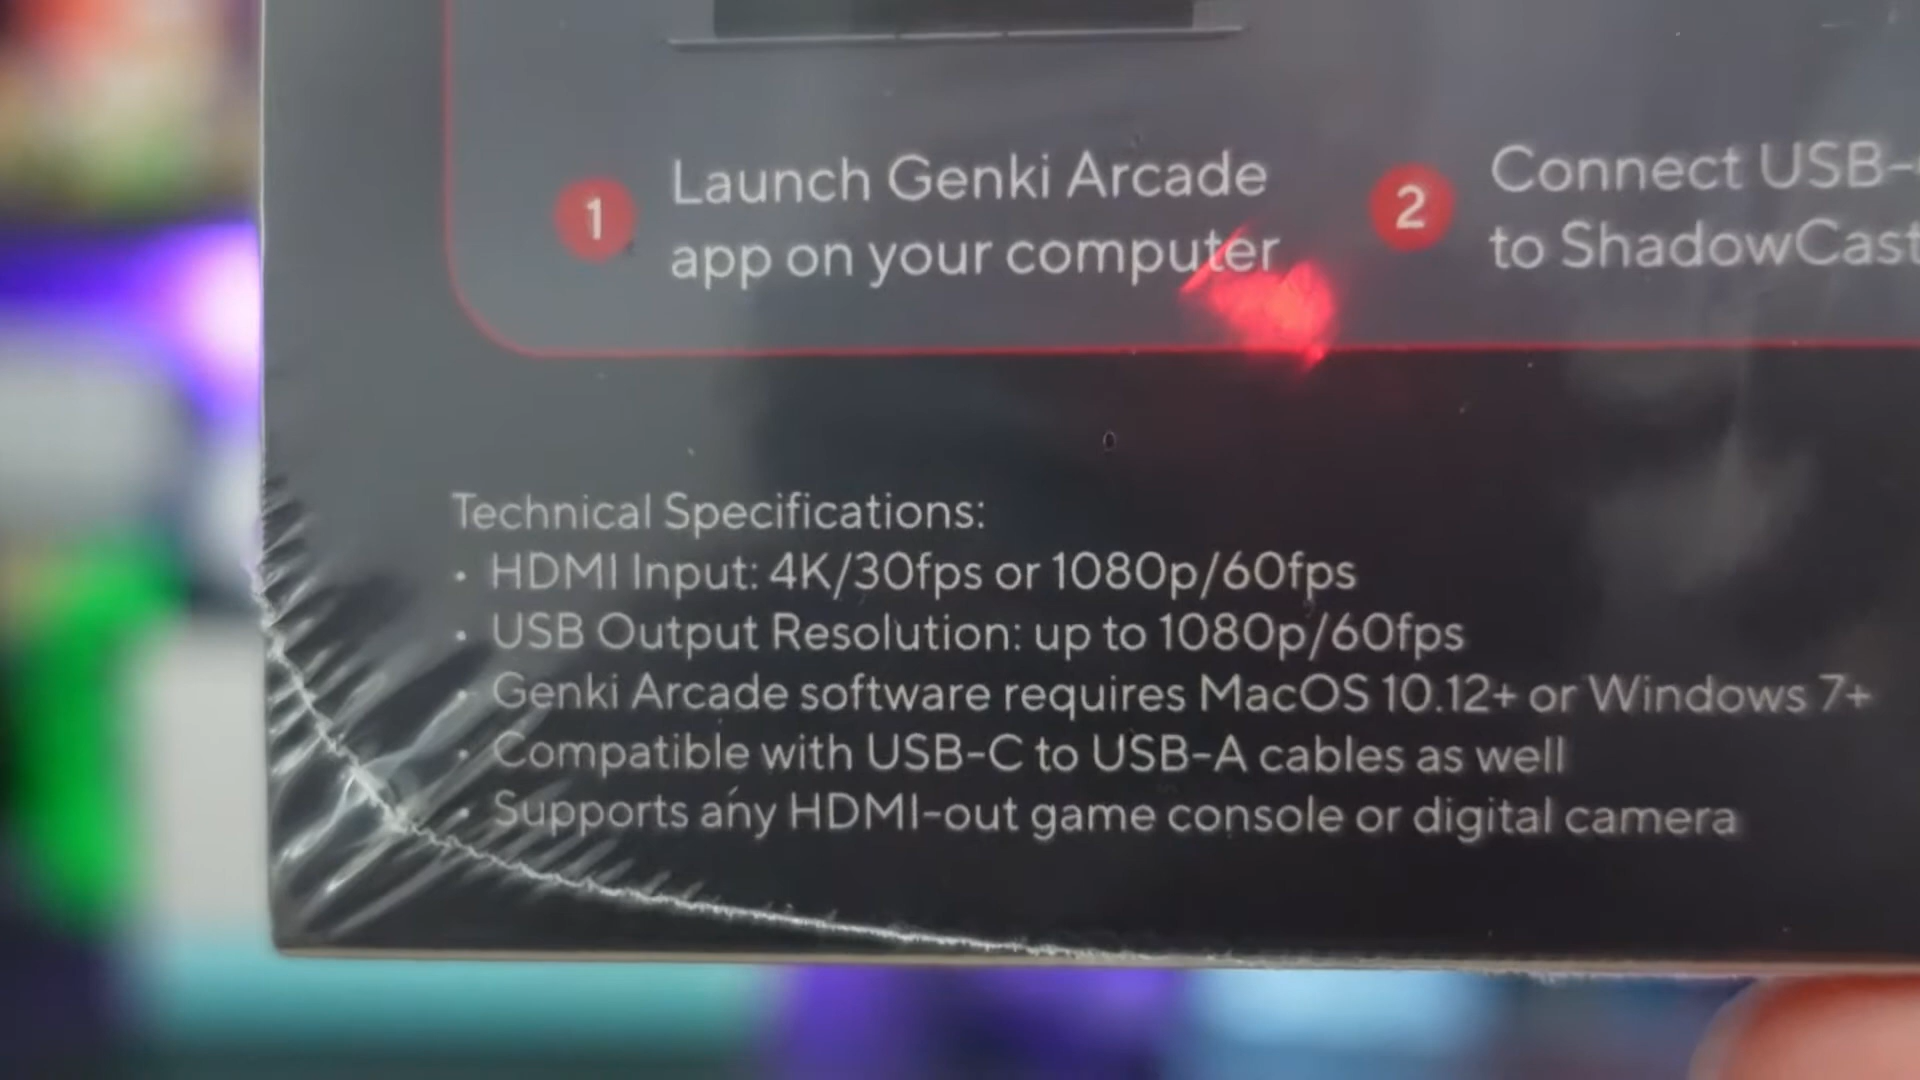 1
Launch Genki Arcade
app on your computer
2
Connect USB-
to ShadowCast
Technical Specifications:
• HDMI Input: 4K/30fps or 1080p/60fps
• USB Output Resolution: up to 1080p/60fps
• Genki Arcade software requires MacOS 10.12+ or Windows 7+
• Compatible with USB-C to USB-A cables as well
• Supports any HDMI-out game console or digital camera